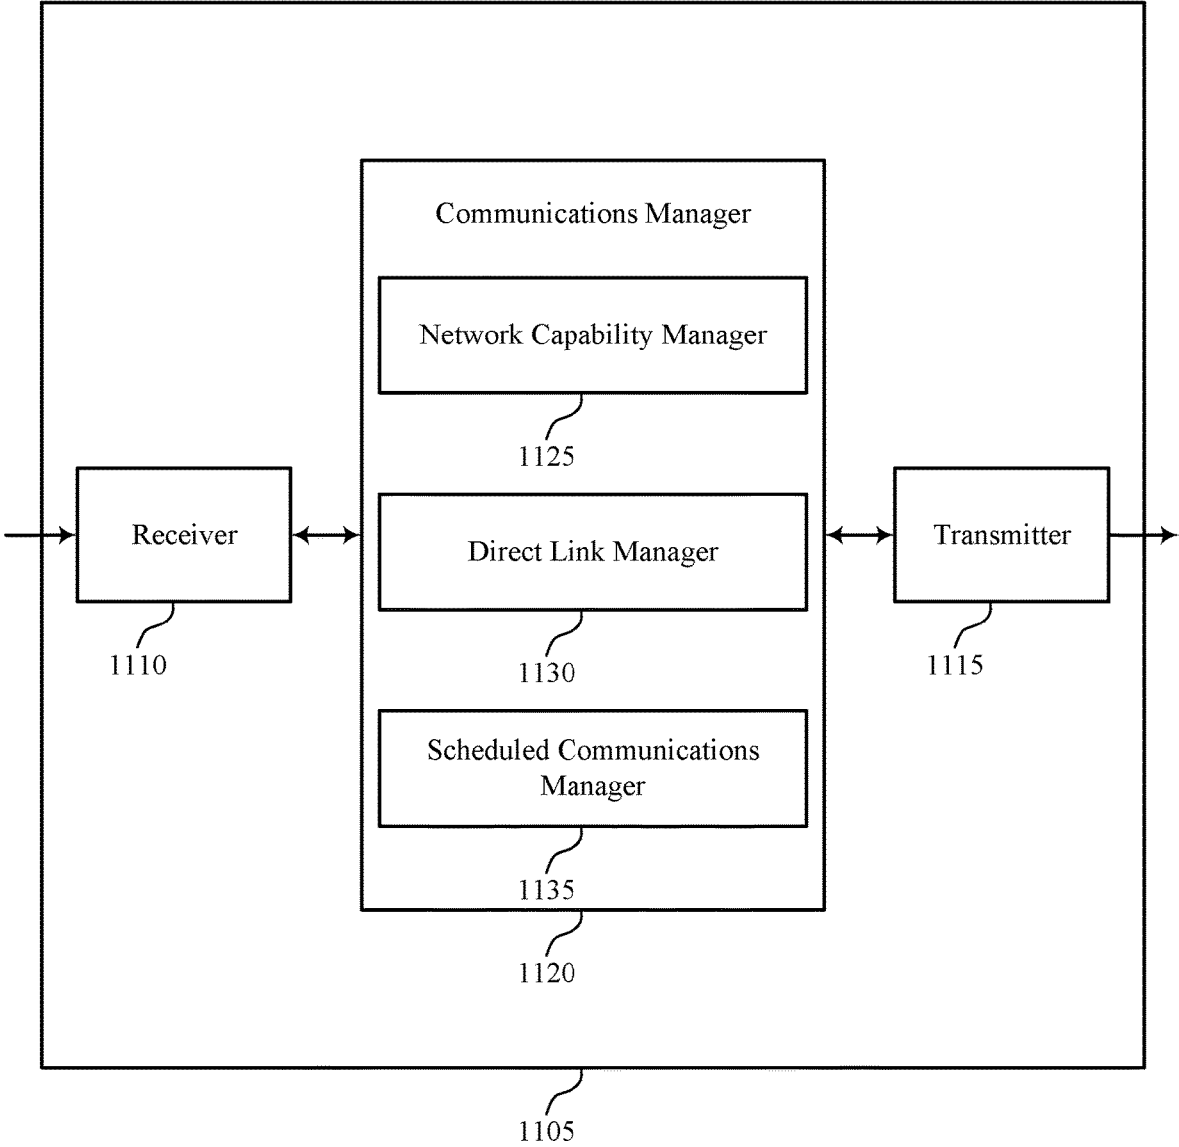 Communications Manager
Network Capability Manager
1125
Receiver
1110
Direct Link Manager
1130
Transmitter
1115
Scheduled Communications
Manager
1135
1120
1105